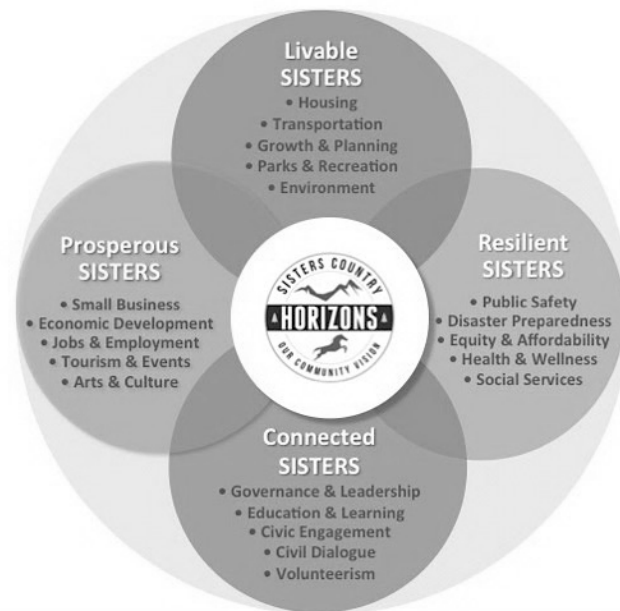 Livable
SISTERS
• Housing
• Transportation
• Growth & Planning
• Parks & Recreation
• Environment
Prosperous
SISTERS
• Small Business
• Economic Development
• Jobs & Employment
• Tourism & Events
• Arts & Culture
SISTERS COUNTRY
HORIZONS
OUR COMMUNITY VISION
Resilient
SISTERS
• Public Safety
• Disaster Preparedness
• Equity & Affordability
• Health & Wellness
• Social Services
Connected
SISTERS
• Governance & Leadership
• Education & Learning
• Civic Engagement
• Civil Dialogue
• Volunteerism